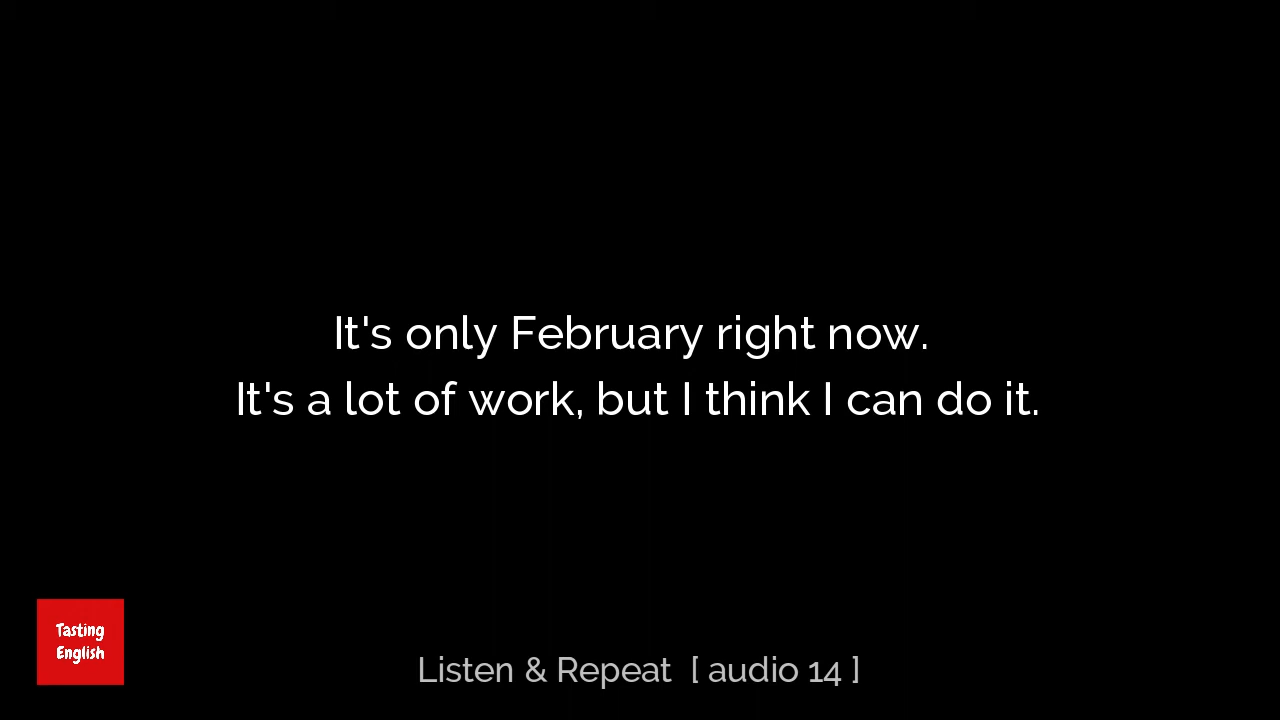 It's only February right now.
It's a lot of work, but I think I can do it.
Tasting
English
Listen & Repeat [ audio 14 ]